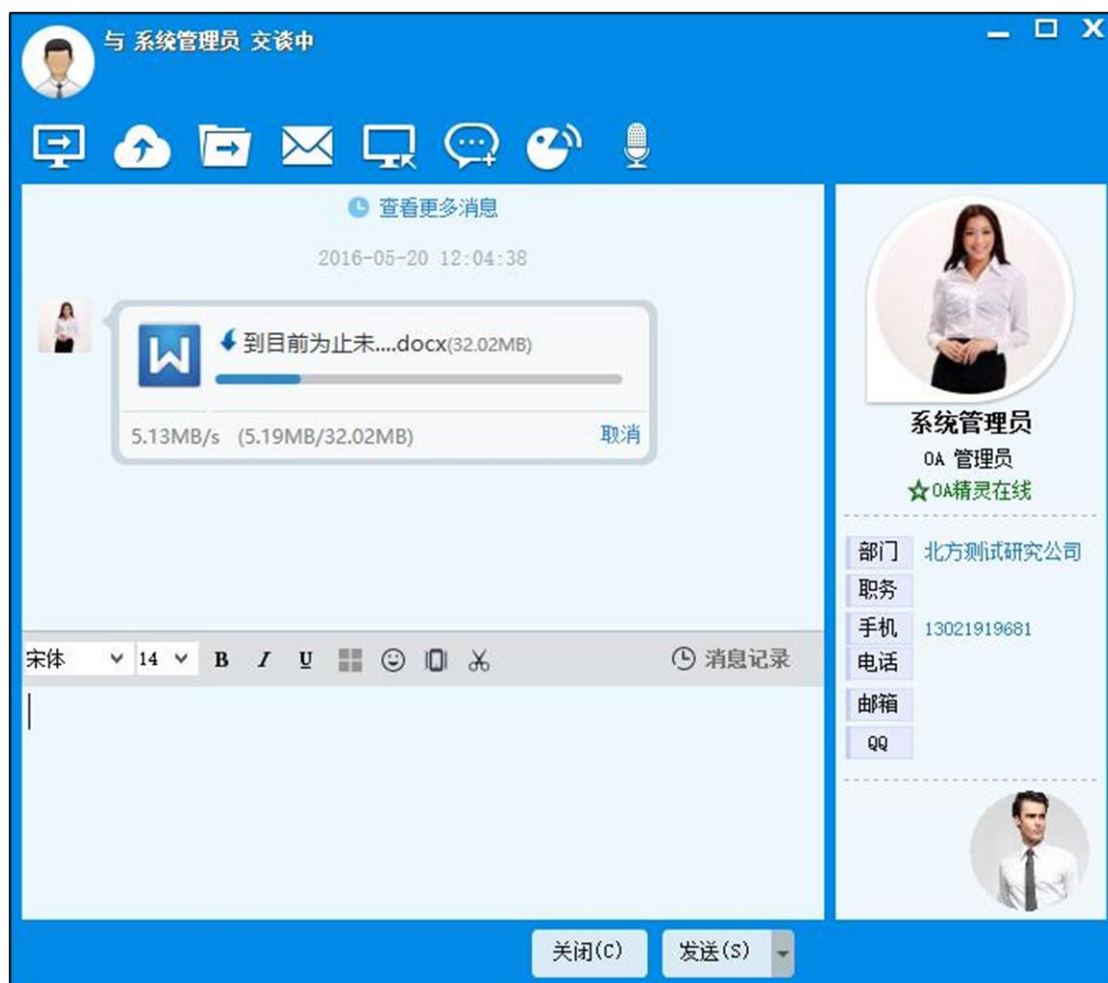 与 系统管理员 交谈中
查看更多消息
2016-05-20 12:04:38
到目前为止未....docx(32.02MB)
5.13MB/s (5.19MB/32.02MB) 取消
宋体 14 B I U 消息记录
关闭(C) 发送(S)
系统管理员
OA 管理员
OA精灵在线
部门 北方测试研究公司
职务
手机 13021919681
电话
邮箱
QQ